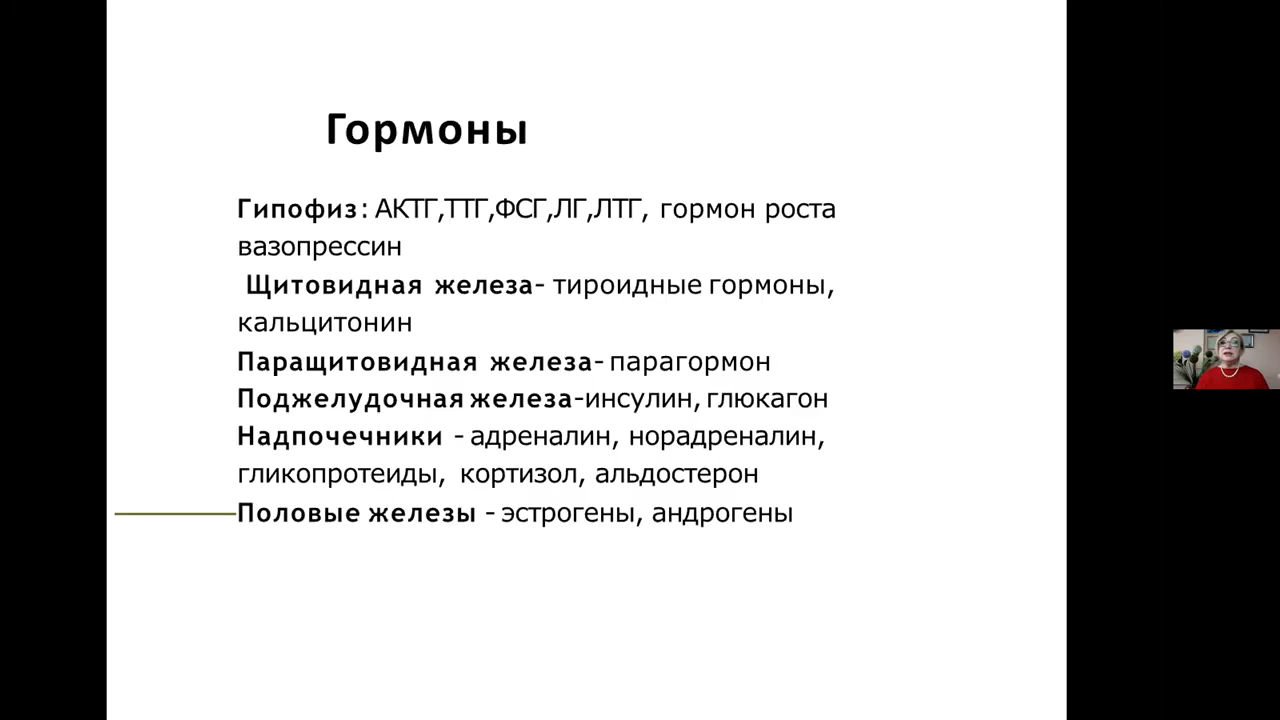 Гормоны
Гипофиз: АКТГ,ТТГ,ФСГ,ЛГ,ЛТГ, гормон роста
вазопрессин
Щитовидная железа- тироидные гормоны,
кальцитонин
Паращитовидная железа- парагормон
Поджелудочная железа-инсулин, глюкагон
Надпочечники - адреналин, норадреналин,
гликопротеиды, кортизол, альдостерон
Половые железы - эстрогены, андрогены